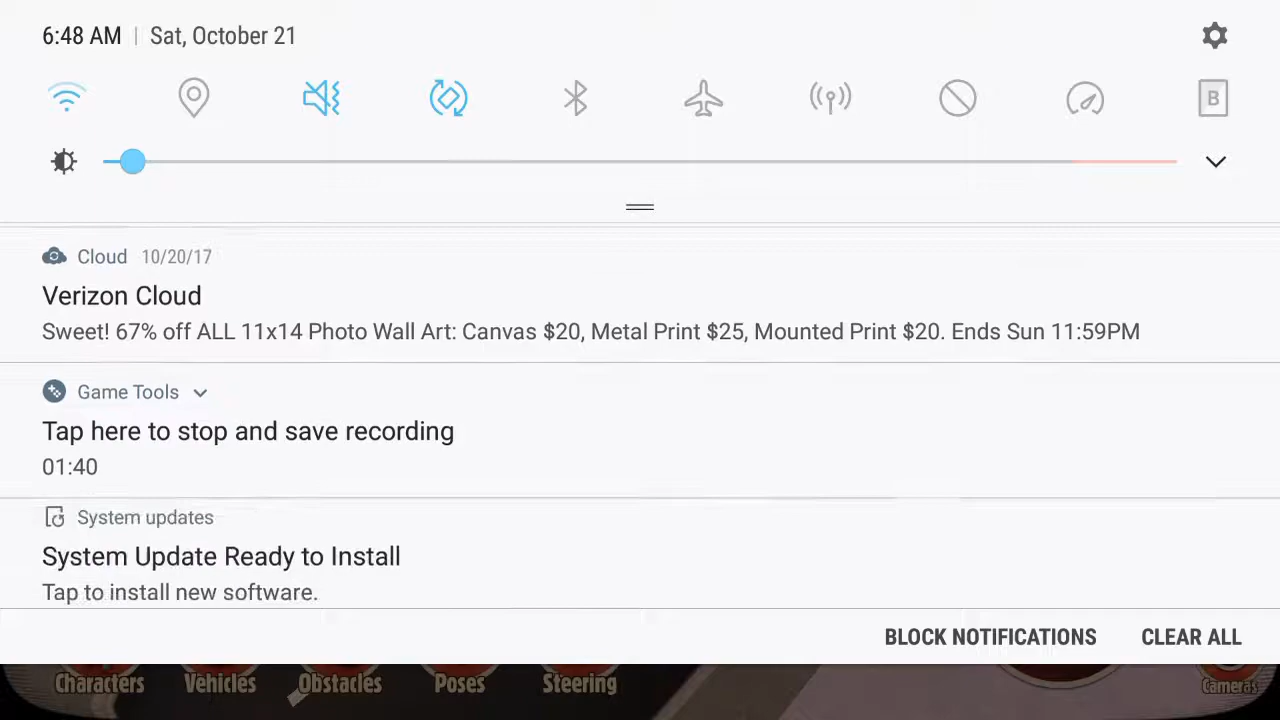 6:48 AM | Sat, October 21
B
Cloud 10/20/17
Verizon Cloud
Sweet! 67% off ALL 11x14 Photo Wall Art: Canvas $20, Metal Print $25, Mounted Print $20. Ends Sun 11:59PM
Game Tools
Tap here to stop and save recording
01:40
System updates
System Update Ready to Install
Tap to install new software.
BLOCK NOTIFICATIONS CLEAR ALL
Characters Vehicles Obstacles Poses Steering Cameras